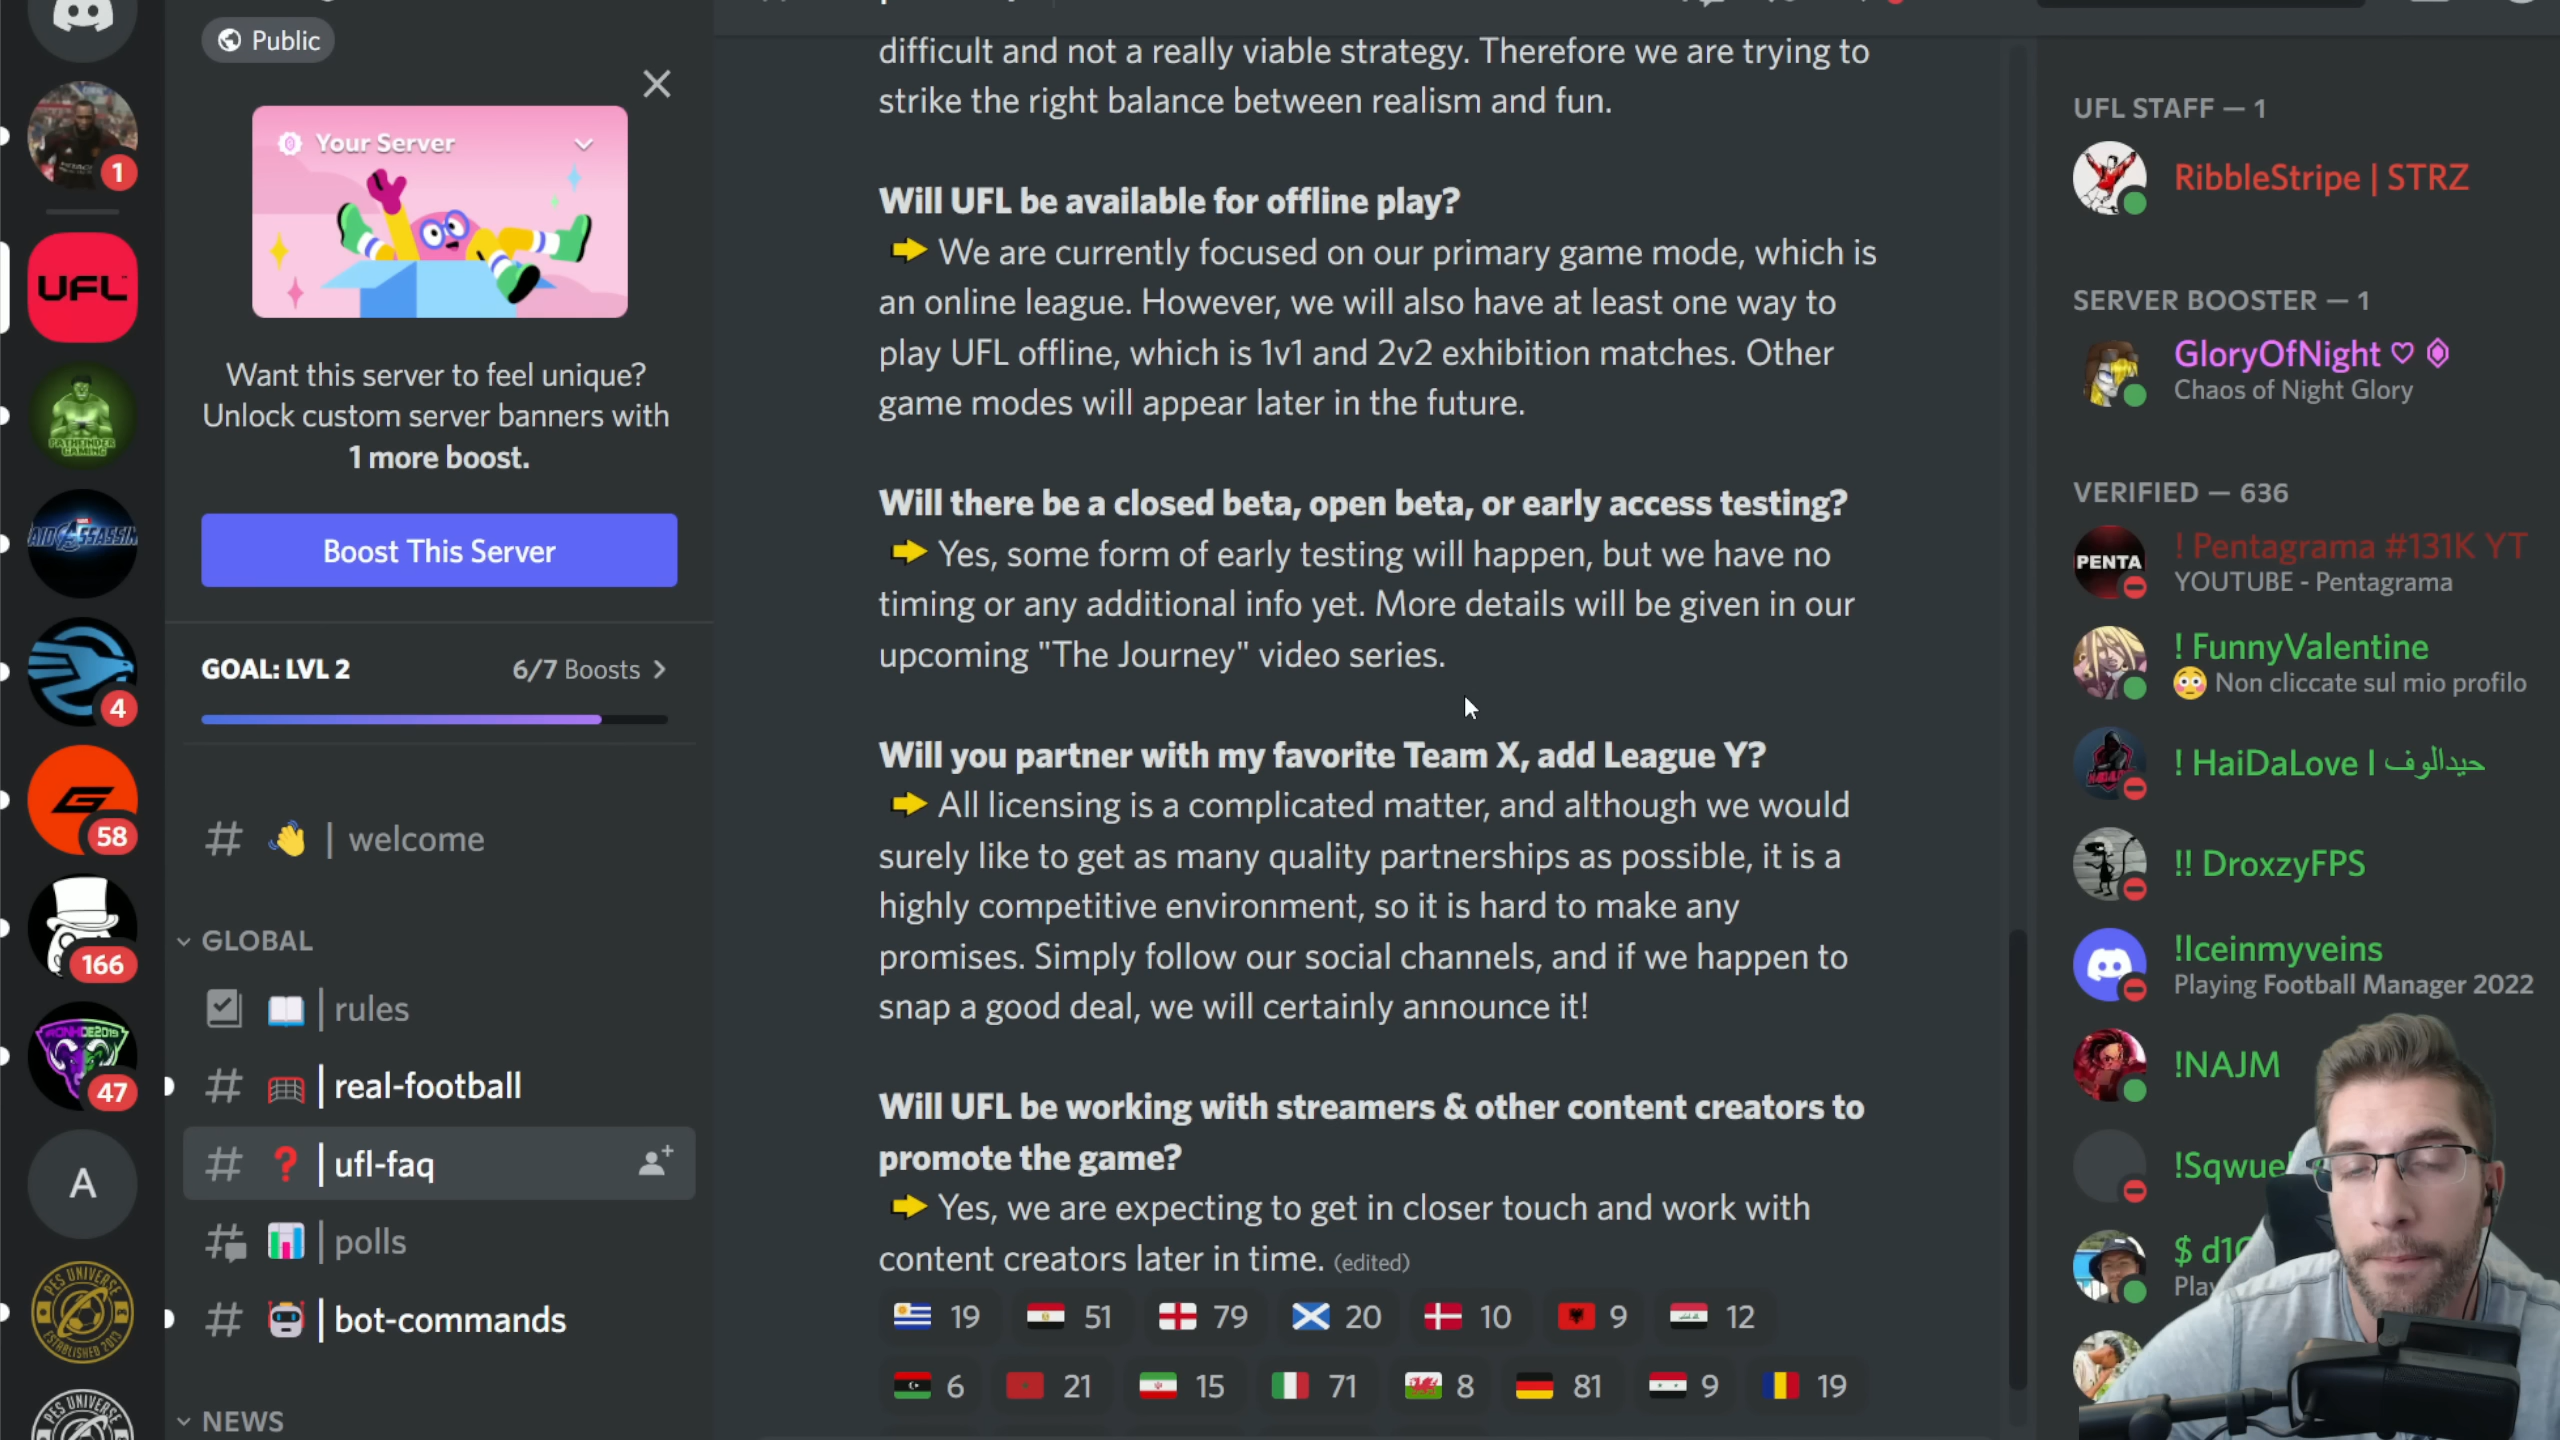 Public
Your Server
Want this server to feel unique?
Unlock custom server banners with
1 more boost.
Boost This Server
GOAL: LVL 2
6/7 Boosts
welcome
GLOBAL
rules
real-football
ufl-faq
polls
bot-commands
NEWS
1
UFL
PATHFINDER
GAMING
4
58
166
47
A
PES UNIVERSE
ESTABLISHED 2013
PES UNIVERSE
difficult and not a really viable strategy. Therefore we are trying to
strike the right balance between realism and fun.
Will UFL be available for offline play?
We are currently focused on our primary game mode, which is
an online league. However, we will also have at least one way to
play UFL offline, which is 1v1 and 2v2 exhibition matches. Other
game modes will appear later in the future.
Will there be a closed beta, open beta, or early access testing?
Yes, some form of early testing will happen, but we have no
timing or any additional info yet. More details will be given in our
upcoming "The Journey" video series.
Will you partner with my favorite Team X, add League Y?
All licensing is a complicated matter, and although we would
surely like to get as many quality partnerships as possible, it is a
highly competitive environment, so it is hard to make any
promises. Simply follow our social channels, and if we happen to
snap a good deal, we will certainly announce it!
Will UFL be working with streamers & other content creators to
promote the game?
Yes, we are expecting to get in closer touch and work with
content creators later in time. (edited)
19 51 79 20 10 9 12
6 21 15 71 8 81 9 19
UFL STAFF — 1
RibbleStripe | STRZ
SERVER BOOSTER — 1
GloryOfNight ♡
Chaos of Night Glory
VERIFIED — 636
PENTA
! Pentagrama #131K YT
YOUTUBE - Pentagrama
! FunnyValentine
Non cliccate sul mio profilo
! HaiDaLove | حيدالوف
!! DroxzyFPS
!Iceinmyveins
Playing Football Manager 2022
!NAJM